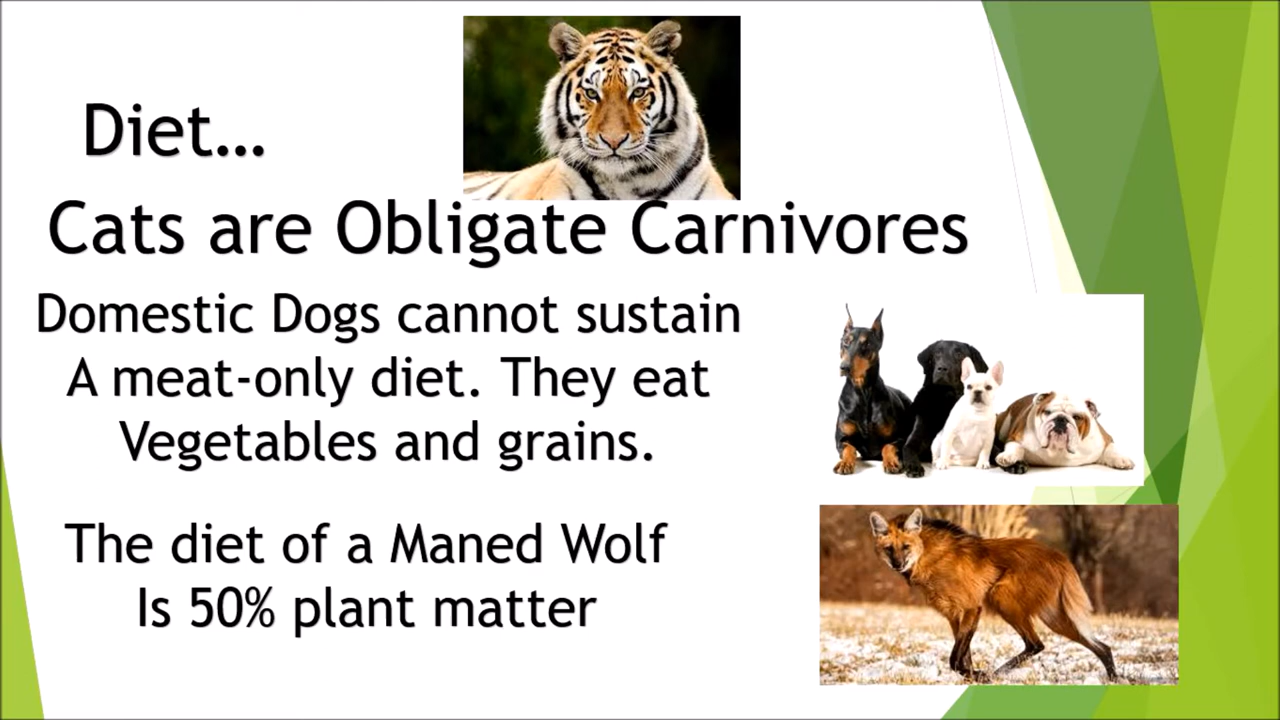 Diet...
Cats are Obligate Carnivores
Domestic Dogs cannot sustain
A meat-only diet. They eat
Vegetables and grains.
The diet of a Maned Wolf
Is 50% plant matter